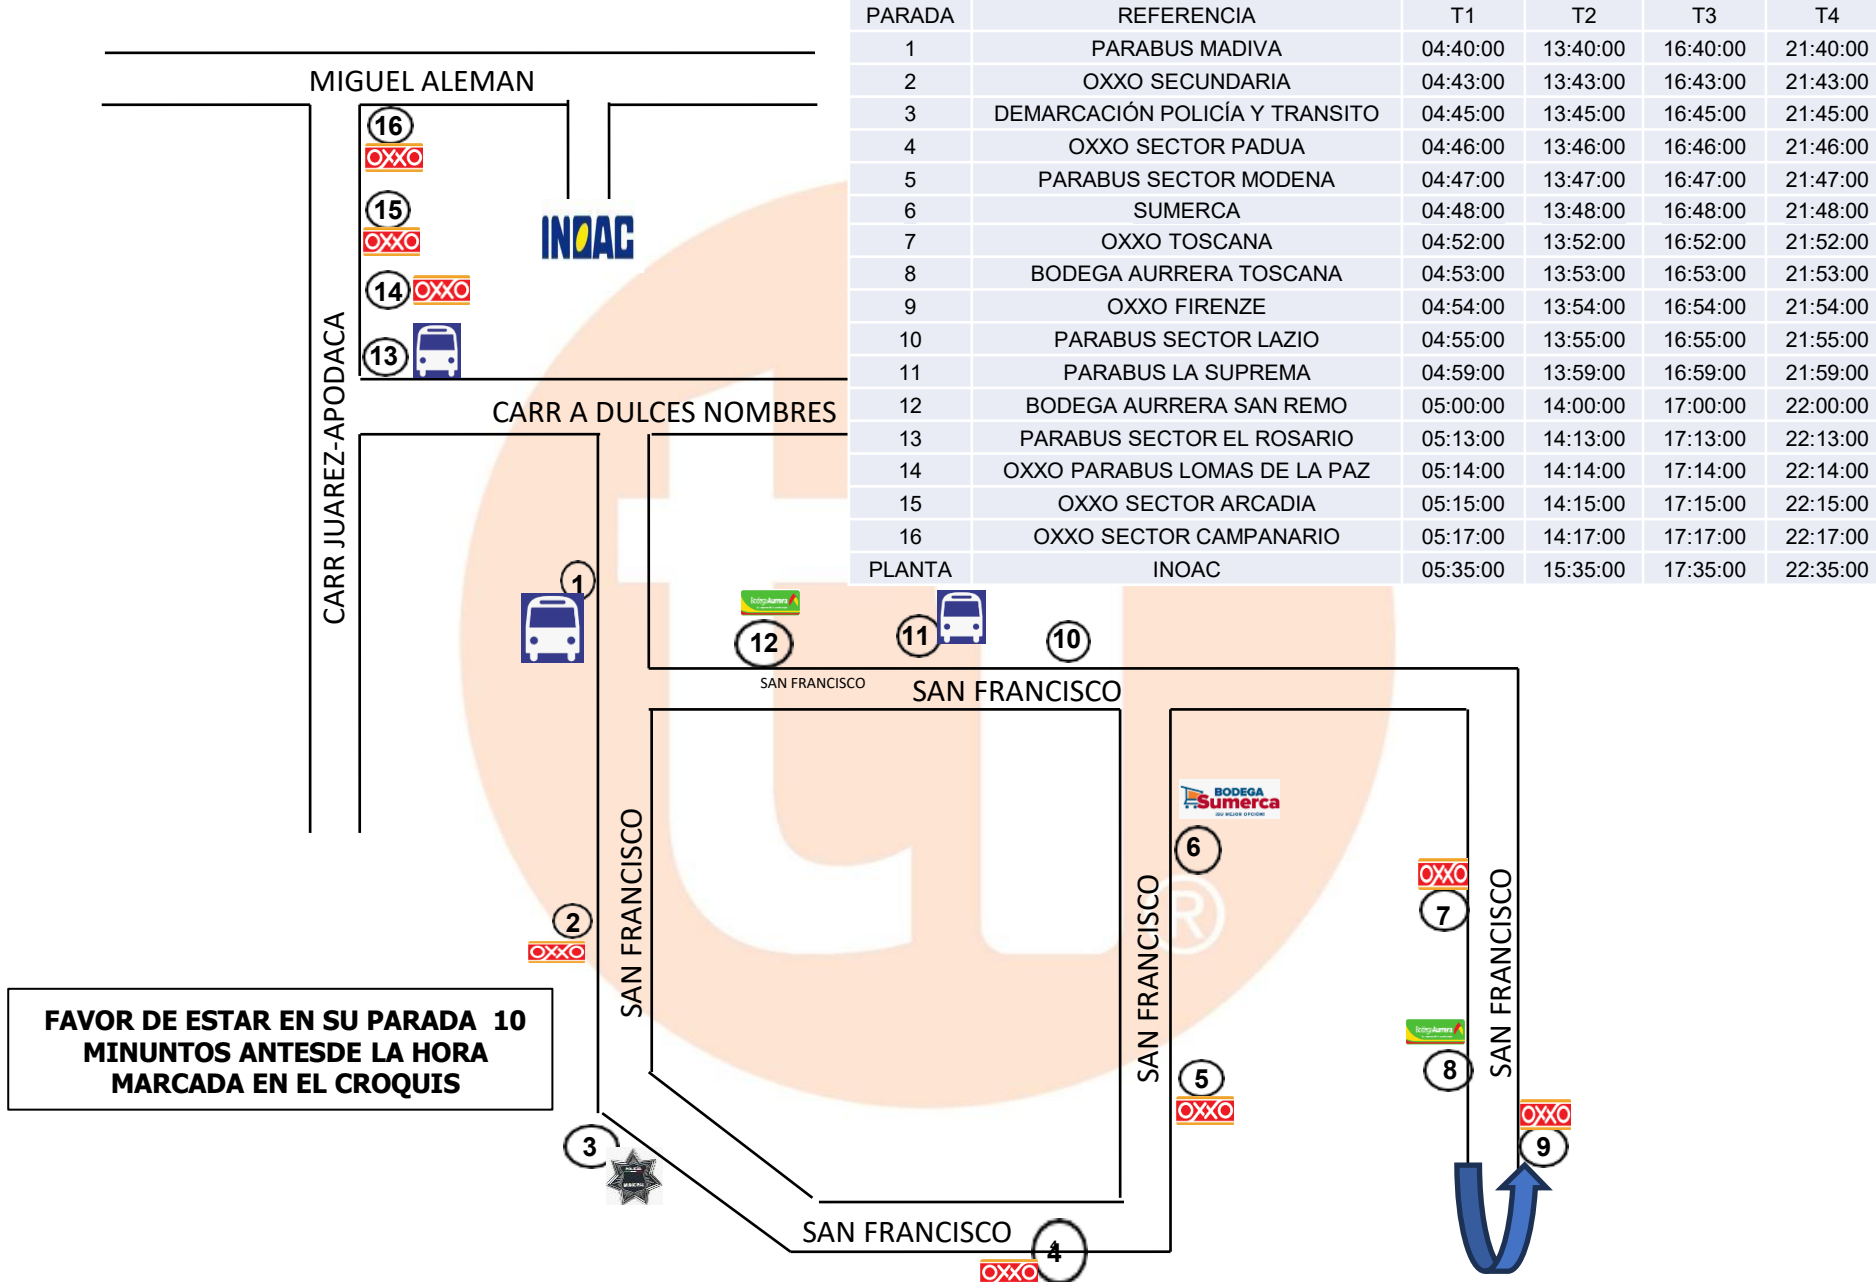 PARADA REFERENCIA T1 T2 T3 T4
1 PARABUS MADIVA 04:40:00 13:40:00 16:40:00 21:40:00
2 OXXO SECUNDARIA 04:43:00 13:43:00 16:43:00 21:43:00
3 DEMARCACIÓN POLICÍA Y TRANSITO 04:45:00 13:45:00 16:45:00 21:45:00
4 OXXO SECTOR PADUA 04:46:00 13:46:00 16:46:00 21:46:00
5 PARABUS SECTOR MODENA 04:47:00 13:47:00 16:47:00 21:47:00
6 SUMERCA 04:48:00 13:48:00 16:48:00 21:48:00
7 OXXO TOSCANA 04:52:00 13:52:00 16:52:00 21:52:00
8 BODEGA AURRERA TOSCANA 04:53:00 13:53:00 16:53:00 21:53:00
9 OXXO FIRENZE 04:54:00 13:54:00 16:54:00 21:54:00
10 PARABUS SECTOR LAZIO 04:55:00 13:55:00 16:55:00 21:55:00
11 PARABUS LA SUPREMA 04:59:00 13:59:00 16:59:00 21:59:00
12 BODEGA AURRERA SAN REMO 05:00:00 14:00:00 17:00:00 22:00:00
13 PARABUS SECTOR EL ROSARIO 05:13:00 14:13:00 17:13:00 22:13:00
14 OXXO PARABUS LOMAS DE LA PAZ 05:14:00 14:14:00 17:14:00 22:14:00
15 OXXO SECTOR ARCADIA 05:15:00 14:15:00 17:15:00 22:15:00
16 OXXO SECTOR CAMPANARIO 05:17:00 14:17:00 17:17:00 22:17:00
PLANTA INOAC 05:35:00 15:35:00 17:35:00 22:35:00
MIGUEL ALEMAN
16
OXXO
15
OXXO
INOAC
14 OXXO
13
CARR JUAREZ-APODACA
CARR A DULCES NOMBRES
1
Bodega Aurrera
12
11
10
SAN FRANCISCO
SAN FRANCISCO
BODEGA
Sumerca
6
OXXO
7
SAN FRANCISCO
SAN FRANCISCO
SAN FRANCISCO
®
2
OXXO
FAVOR DE ESTAR EN SU PARADA 10
MINUNTOS ANTESDE LA HORA
MARCADA EN EL CROQUIS
Bodega Aurrera
8
5
OXXO
OXXO
9
3
SAN FRANCISCO
4
OXXO